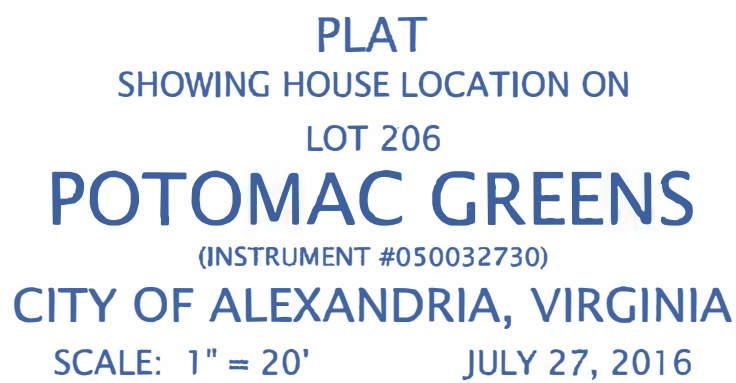 PLAT
SHOWING HOUSE LOCATION ON
LOT 206
POTOMAC GREENS
(INSTRUMENT #050032730)
CITY OF ALEXANDRIA, VIRGINIA
SCALE: 1" = 20' JULY 27, 2016